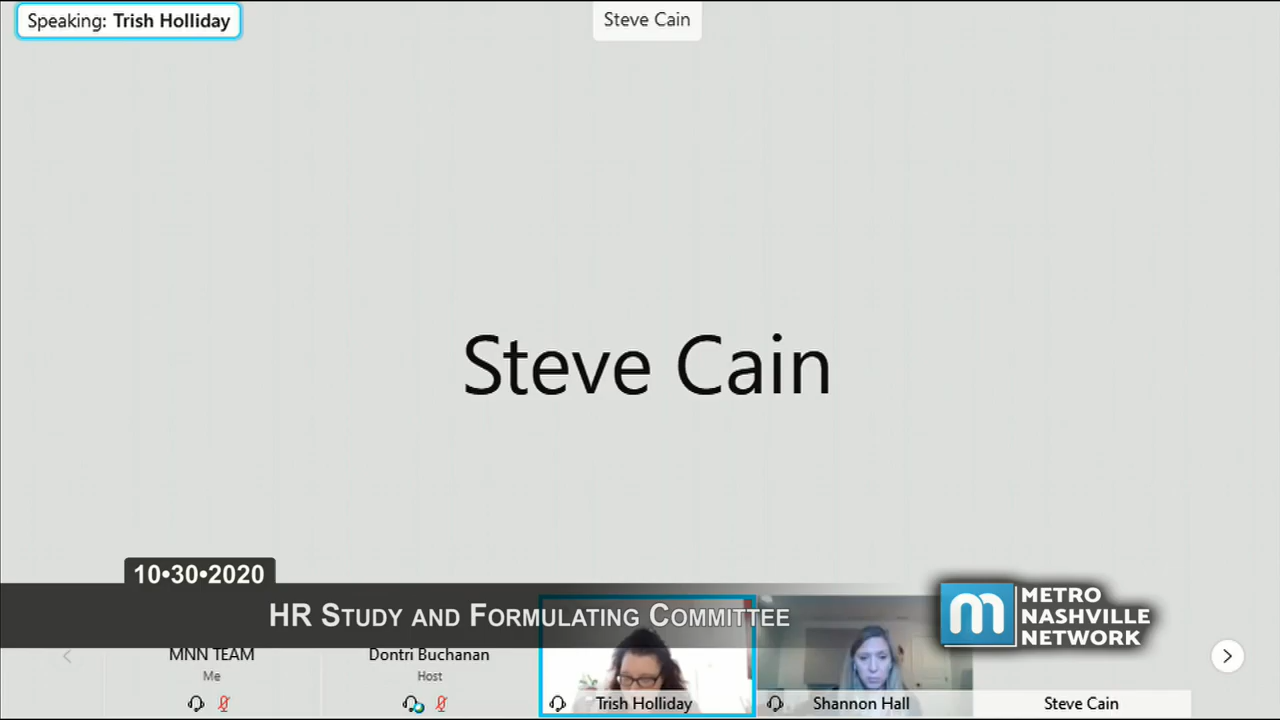 Speaking: Trish Holliday
Steve Cain
Steve Cain
10•30•2020
HR Study and Formulating Committee
METRO
NASHVILLE
NETWORK
MNN TEAM
Me
Dontri Buchanan
Host
Trish Holliday
Shannon Hall
Steve Cain